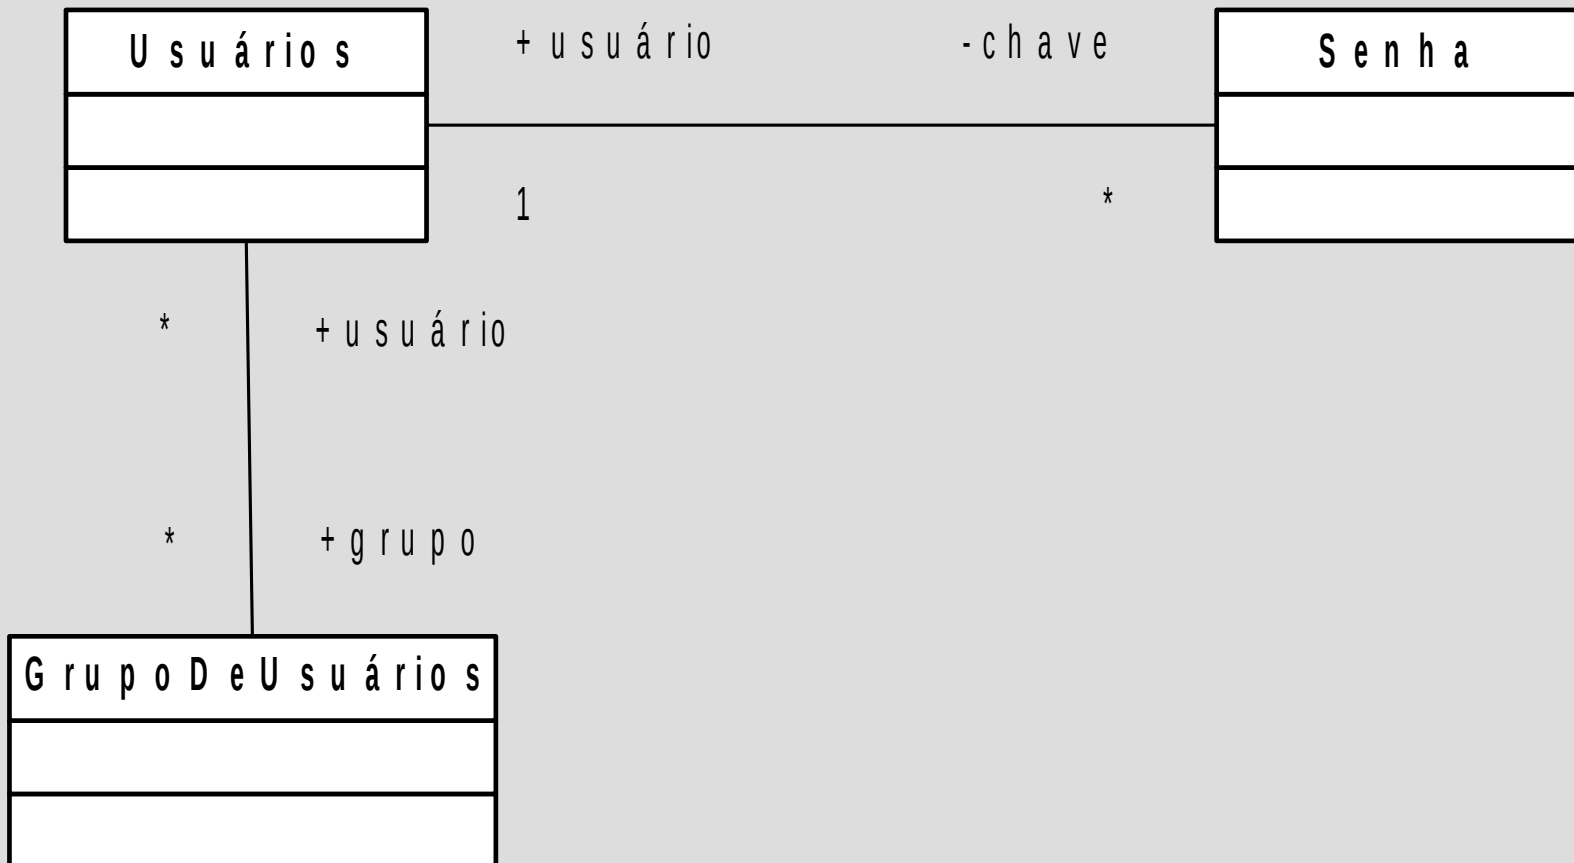 Usuários
+usuário
-chave
Senha
1
*
*
+usuário
*
+grupo
GrupoDeUsuários